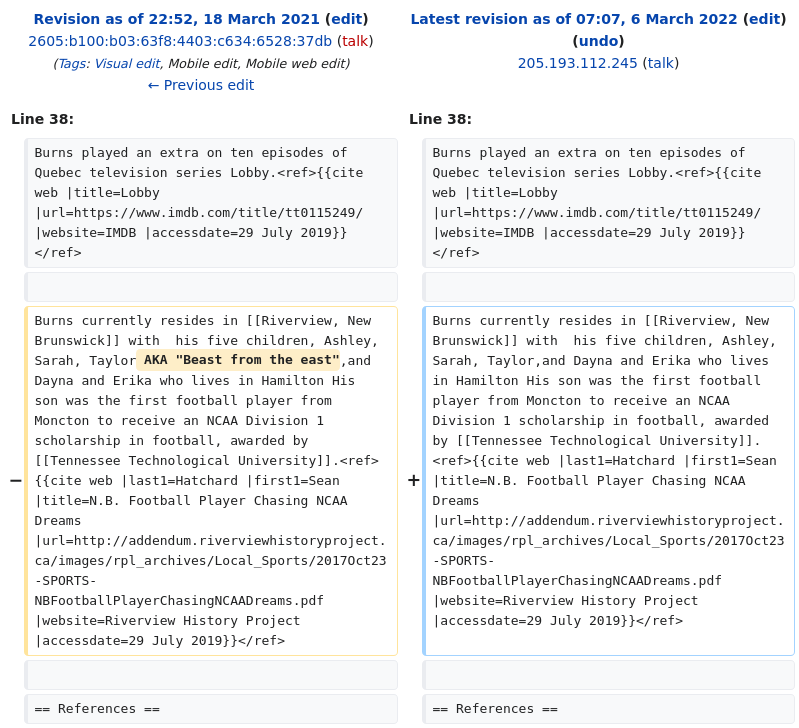 Revision as of 22:52, 18 March 2021 (edit)
2605:b100:b03:63f8:4403:c634:6528:37db (talk)
(Tags: Visual edit, Mobile edit, Mobile web edit)
← Previous edit
Latest revision as of 07:07, 6 March 2022 (edit)
(undo)
205.193.112.245 (talk)
Line 38:
Line 38:
Burns played an extra on ten episodes of
Quebec television series Lobby.<ref>{{cite
web |title=Lobby
|url=https://www.imdb.com/title/tt0115249/
|website=IMDB |accessdate=29 July 2019}}
</ref>
Burns played an extra on ten episodes of
Quebec television series Lobby.<ref>{{cite
web |title=Lobby
|url=https://www.imdb.com/title/tt0115249/
|website=IMDB |accessdate=29 July 2019}}
</ref>
−
Burns currently resides in [[Riverview, New
Brunswick]] with  his five children, Ashley,
Sarah, Taylor AKA "Beast from the east",and
Dayna and Erika who lives in Hamilton His
son was the first football player from
Moncton to receive an NCAA Division 1
scholarship in football, awarded by
[[Tennessee Technological University]].<ref>
{{cite web |last1=Hatchard |first1=Sean
|title=N.B. Football Player Chasing NCAA
Dreams
|url=http://addendum.riverviewhistoryproject.
ca/images/rpl_archives/Local_Sports/2017Oct23
-SPORTS-
NBFootballPlayerChasingNCAADreams.pdf
|website=Riverview History Project
|accessdate=29 July 2019}}</ref>
+
Burns currently resides in [[Riverview, New
Brunswick]] with  his five children, Ashley,
Sarah, Taylor,and Dayna and Erika who lives
in Hamilton His son was the first football
player from Moncton to receive an NCAA
Division 1 scholarship in football, awarded
by [[Tennessee Technological University]].
<ref>{{cite web |last1=Hatchard |first1=Sean
|title=N.B. Football Player Chasing NCAA
Dreams
|url=http://addendum.riverviewhistoryproject.
ca/images/rpl_archives/Local_Sports/2017Oct23
-SPORTS-
NBFootballPlayerChasingNCAADreams.pdf
|website=Riverview History Project
|accessdate=29 July 2019}}</ref>
== References ==
== References ==